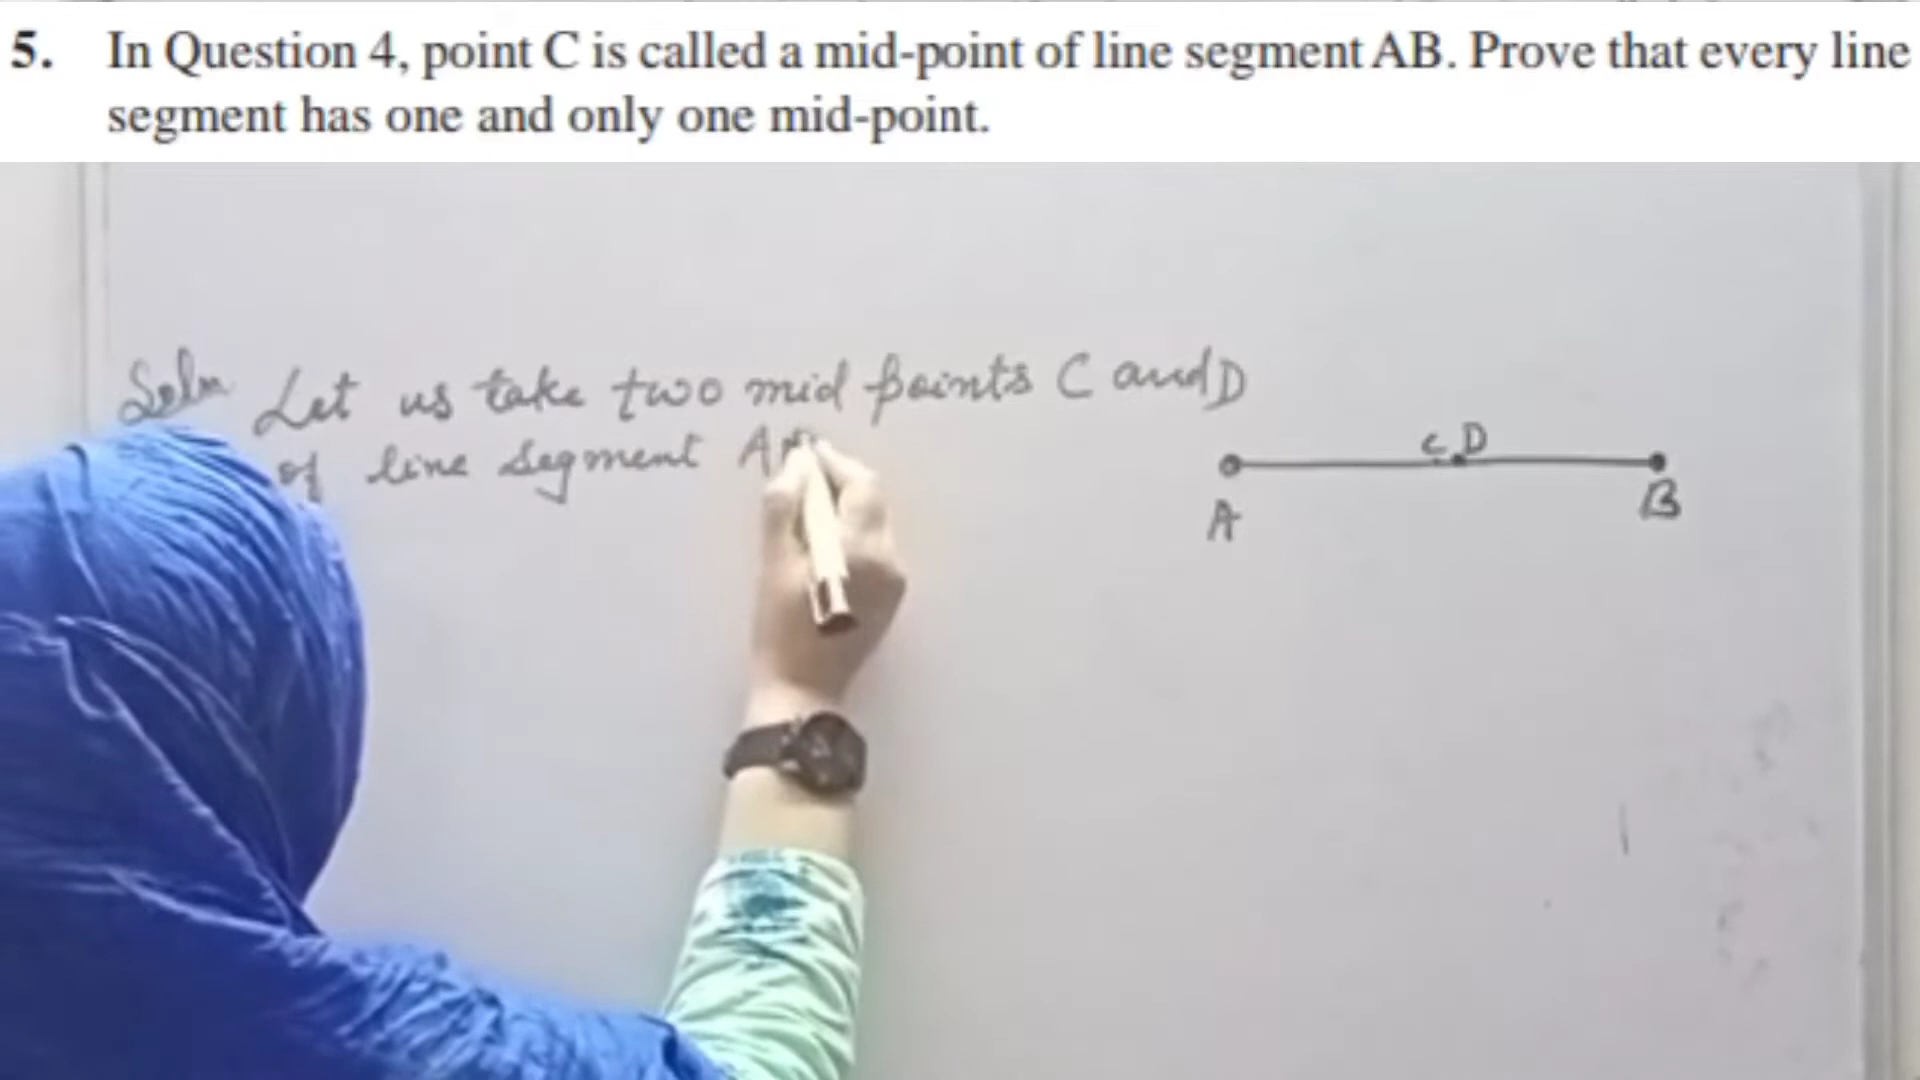 5. In Question 4, point C is called a mid-point of line segment AB. Prove that every line
segment has one and only one mid-point.
Soln Let us take two mid points C and D
of line segment A
C D
A B